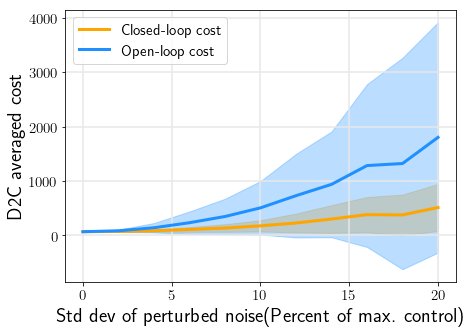 Closed-loop cost
Open-loop cost
D2C averaged cost
4000
3000
2000
1000
0
0 5 10 15 20
Std dev of perturbed noise(Percent of max. control)